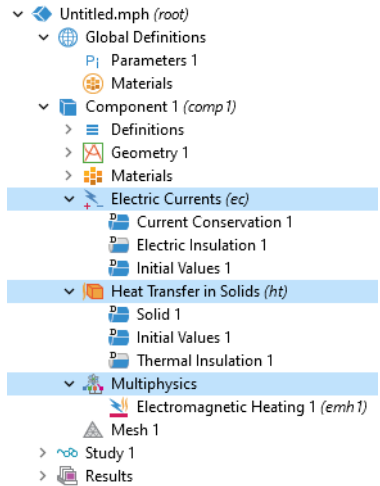 Untitled.mph (root)
Global Definitions
Pi Parameters 1
Materials
Component 1 (comp1)
Definitions
Geometry 1
Materials
Electric Currents (ec)
D Current Conservation 1
D Electric Insulation 1
D Initial Values 1
Heat Transfer in Solids (ht)
D Solid 1
D Initial Values 1
D Thermal Insulation 1
Multiphysics
Electromagnetic Heating 1 (emh1)
Mesh 1
Study 1
Results